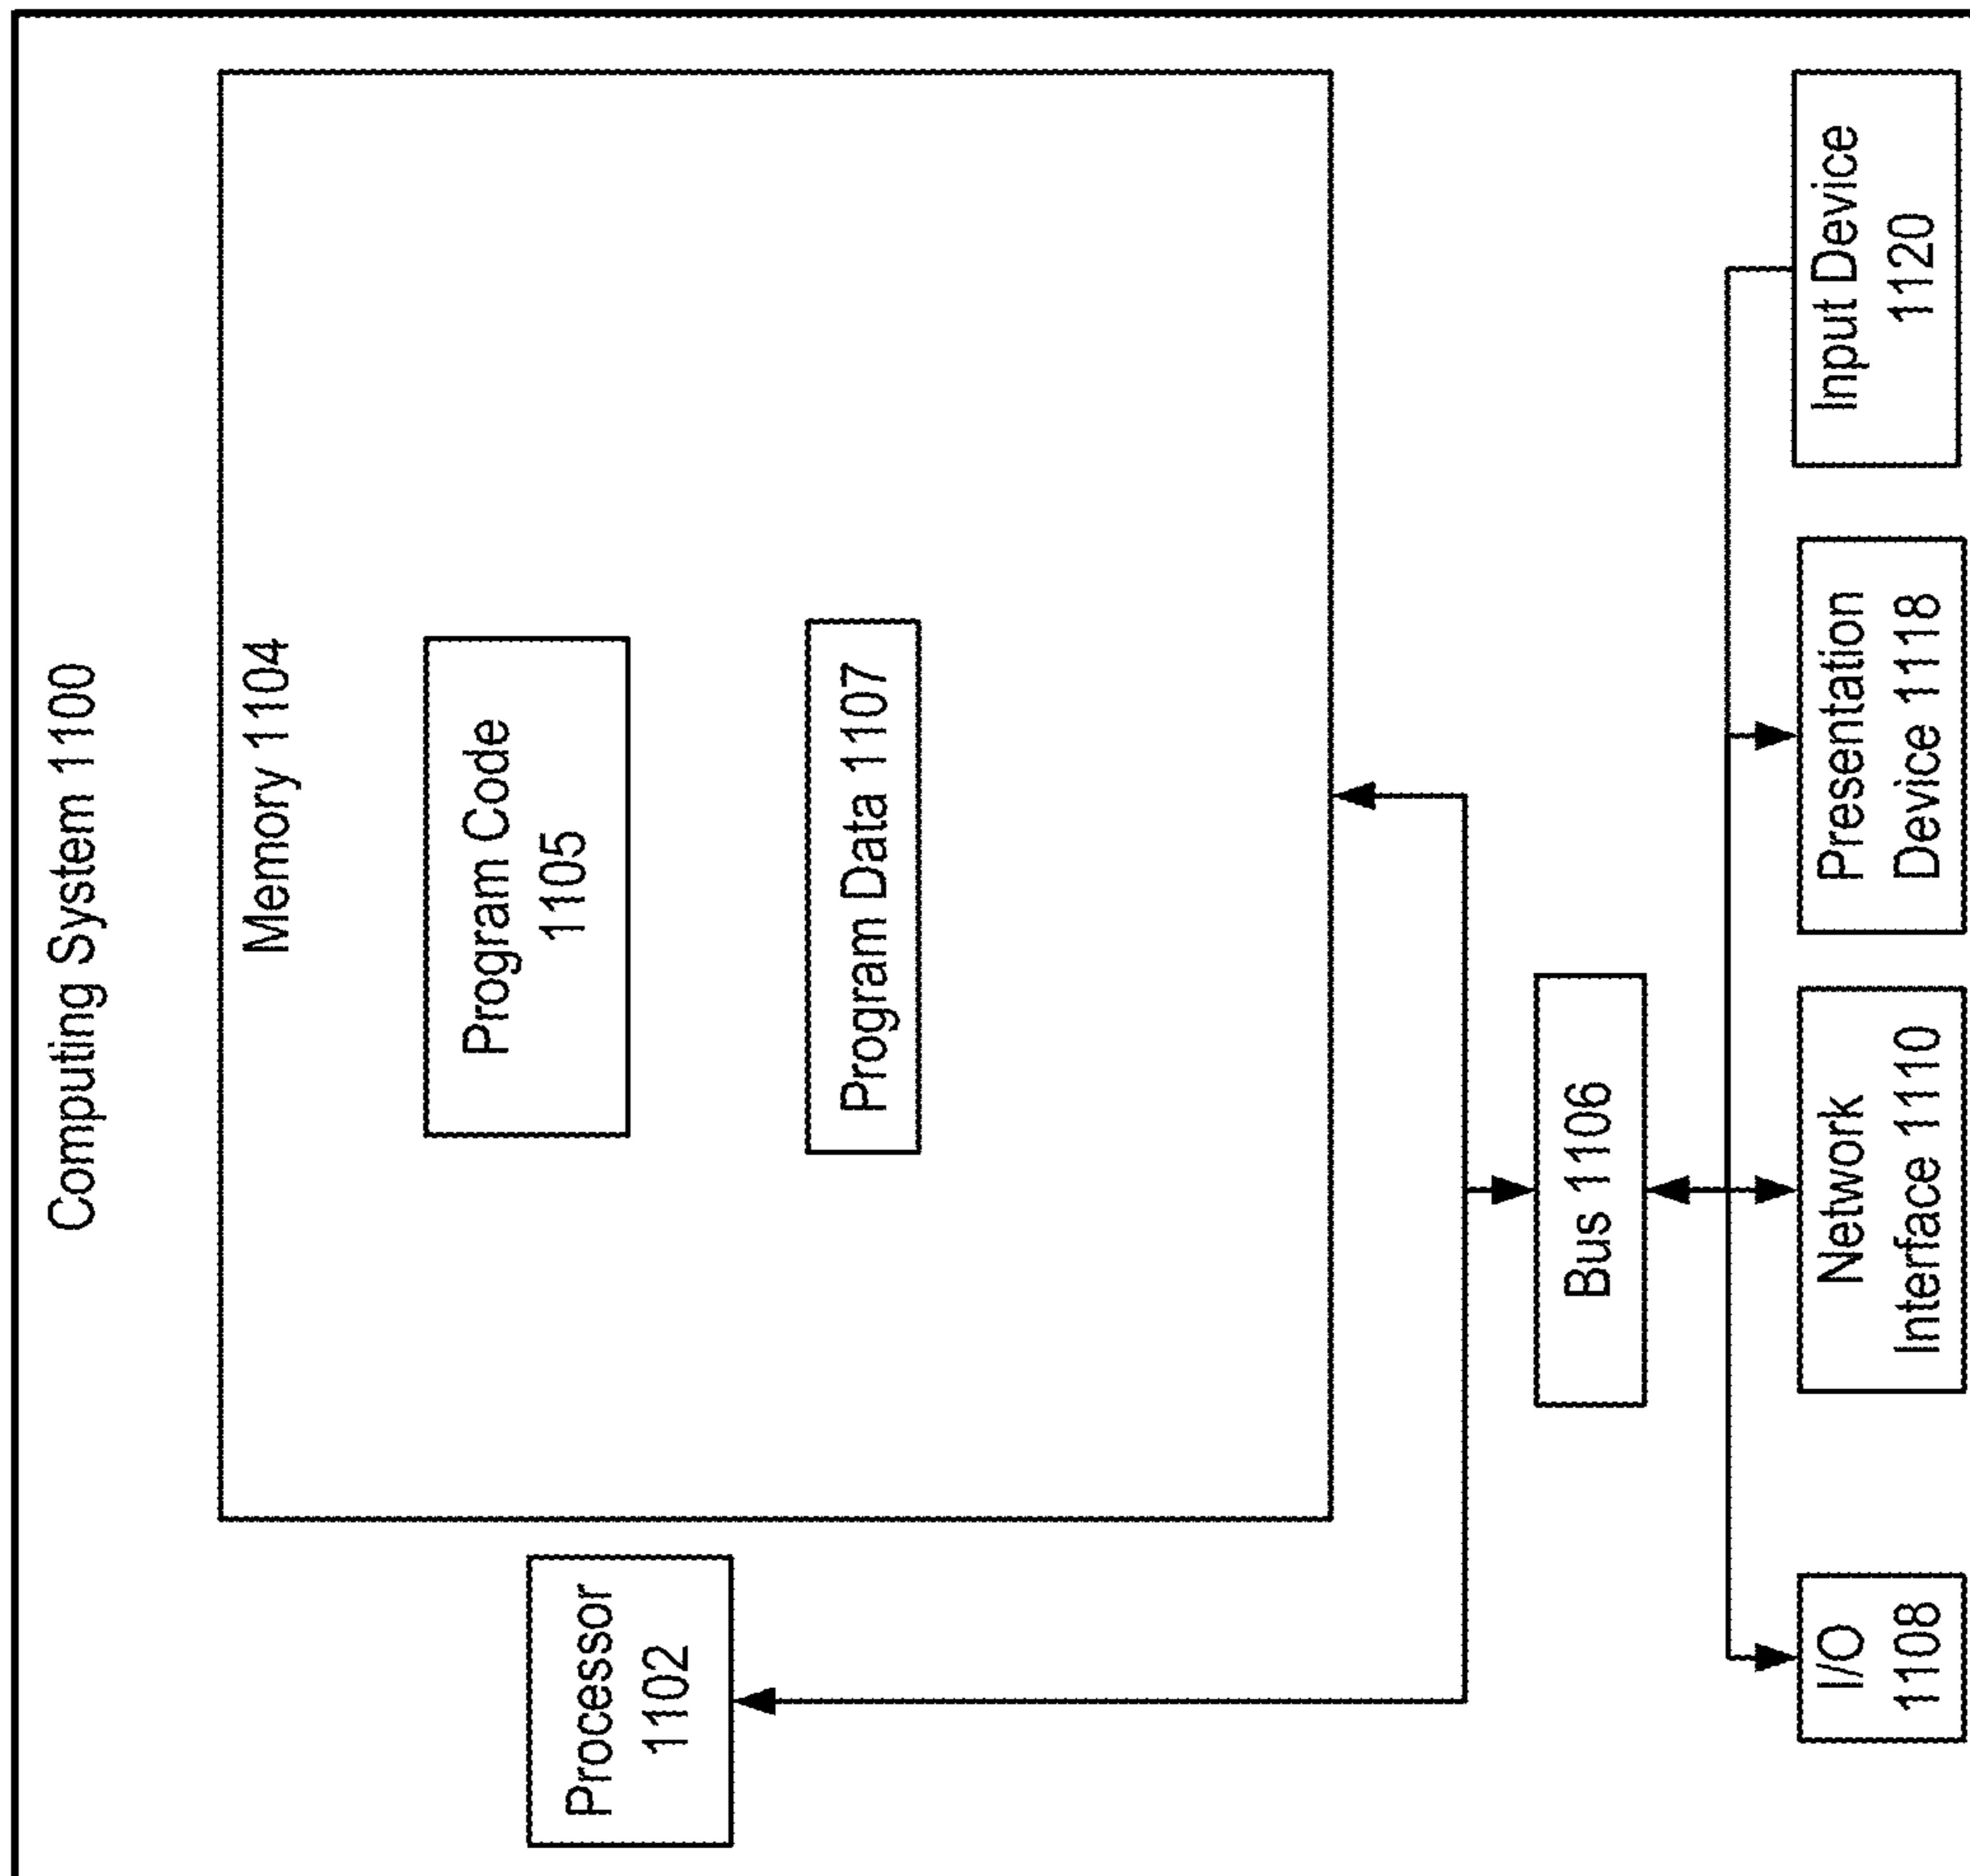 Computing System 1100
Memory 1104
Program Code
1105
Program Data 1107
Processor
1102
Bus 1106
I/O
1108
Network
Interface 1110
Presentation
Device 1118
Input Device
1120